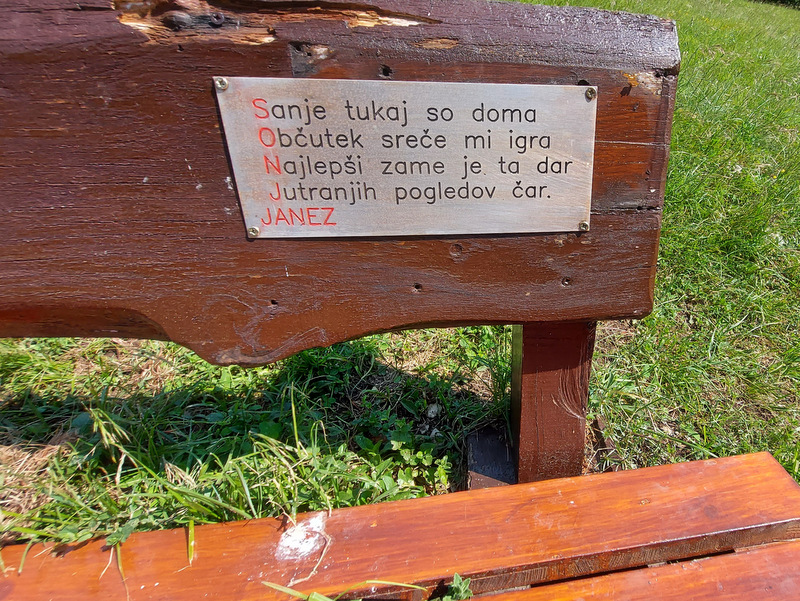 Sanje tukaj so doma
Občutek sreče mi igra
Najlepši zame je ta dar
Jutranjih pogledov čar.
JANEZ